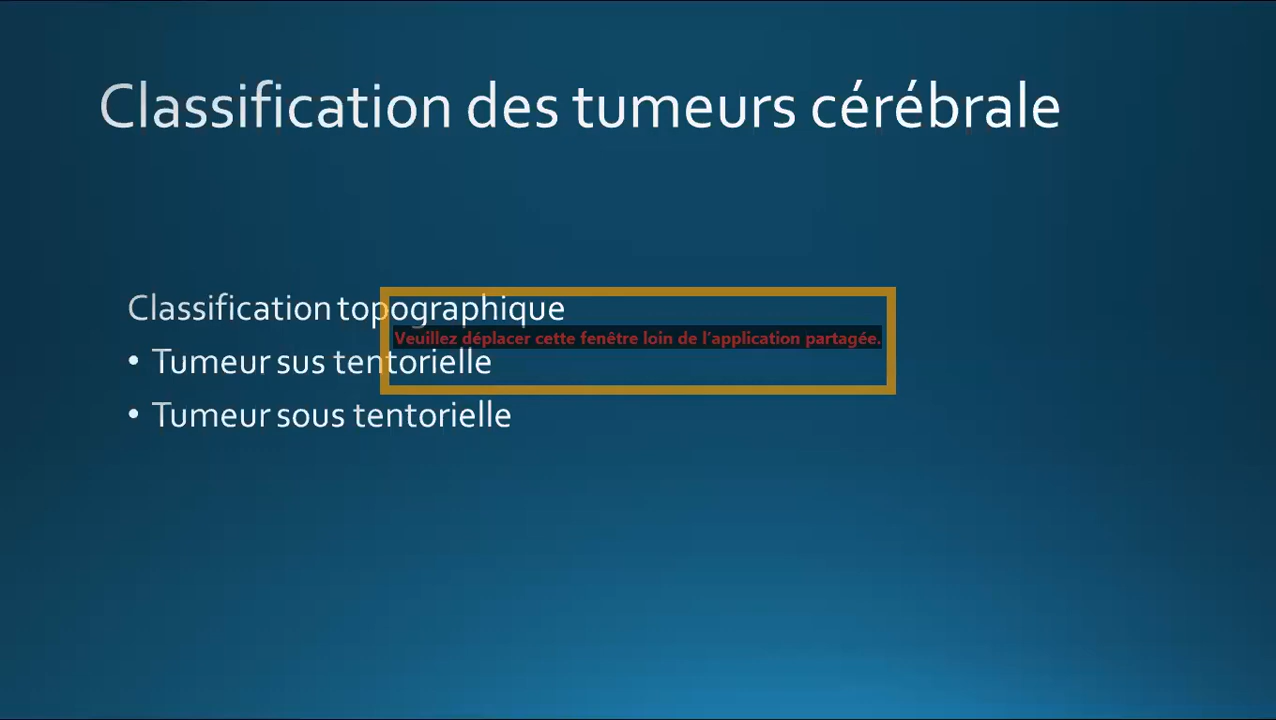 Classification des tumeurs cérébrale
Classification topographique
Veuillez déplacer cette fenêtre loin de l’application partagée.
• Tumeur sus tentorielle
• Tumeur sous tentorielle